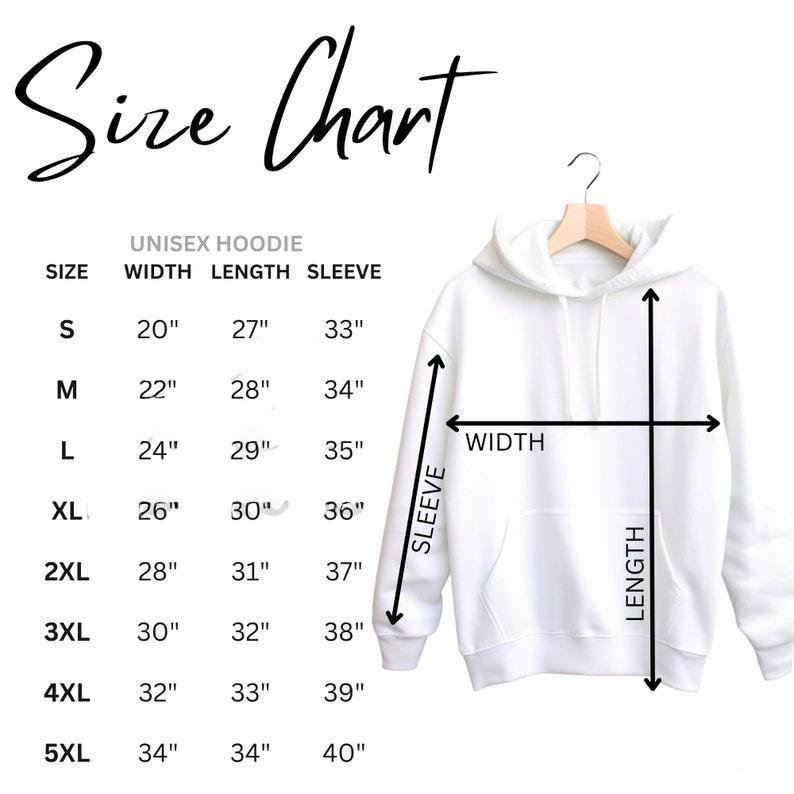 Size Chart
UNISEX HOODIE
SIZE WIDTH LENGTH SLEEVE
S 20" 27" 33"
M 22" 28" 34"
L 24" 29" 35"
XL 26" 30" 36"
2XL 28" 31" 37"
3XL 30" 32" 38"
4XL 32" 33" 39"
5XL 34" 34" 40"
WIDTH
SLEEVE
LENGTH